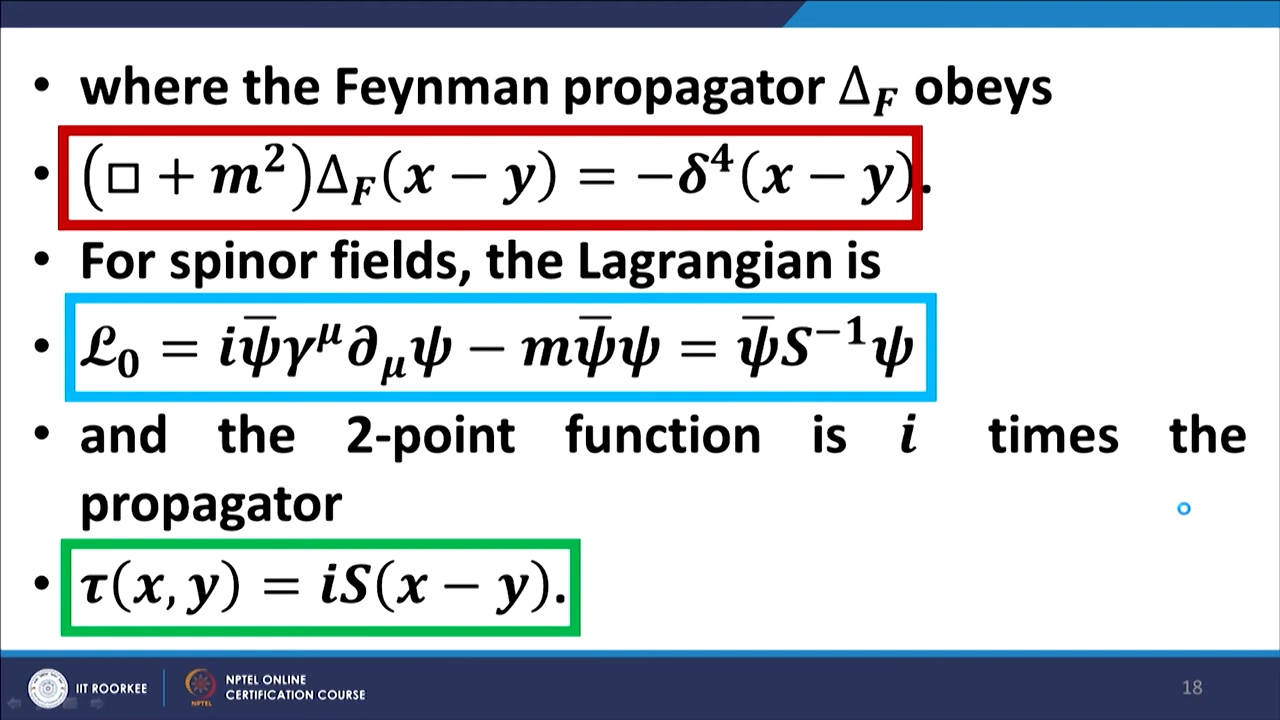 • where the Feynman propagator Δ_F obeys
• (□ + m²)Δ_F(x − y) = −δ⁴(x − y).
• For spinor fields, the Lagrangian is
• ℒ₀ = iψ̅γ^μ∂_μψ − mψ̅ψ = ψ̅S⁻¹ψ
• and the 2-point function is i times the
propagator
• τ(x, y) = iS(x − y).
IIT ROORKEE
NPTEL ONLINE
CERTIFICATION COURSE
NPTEL
18